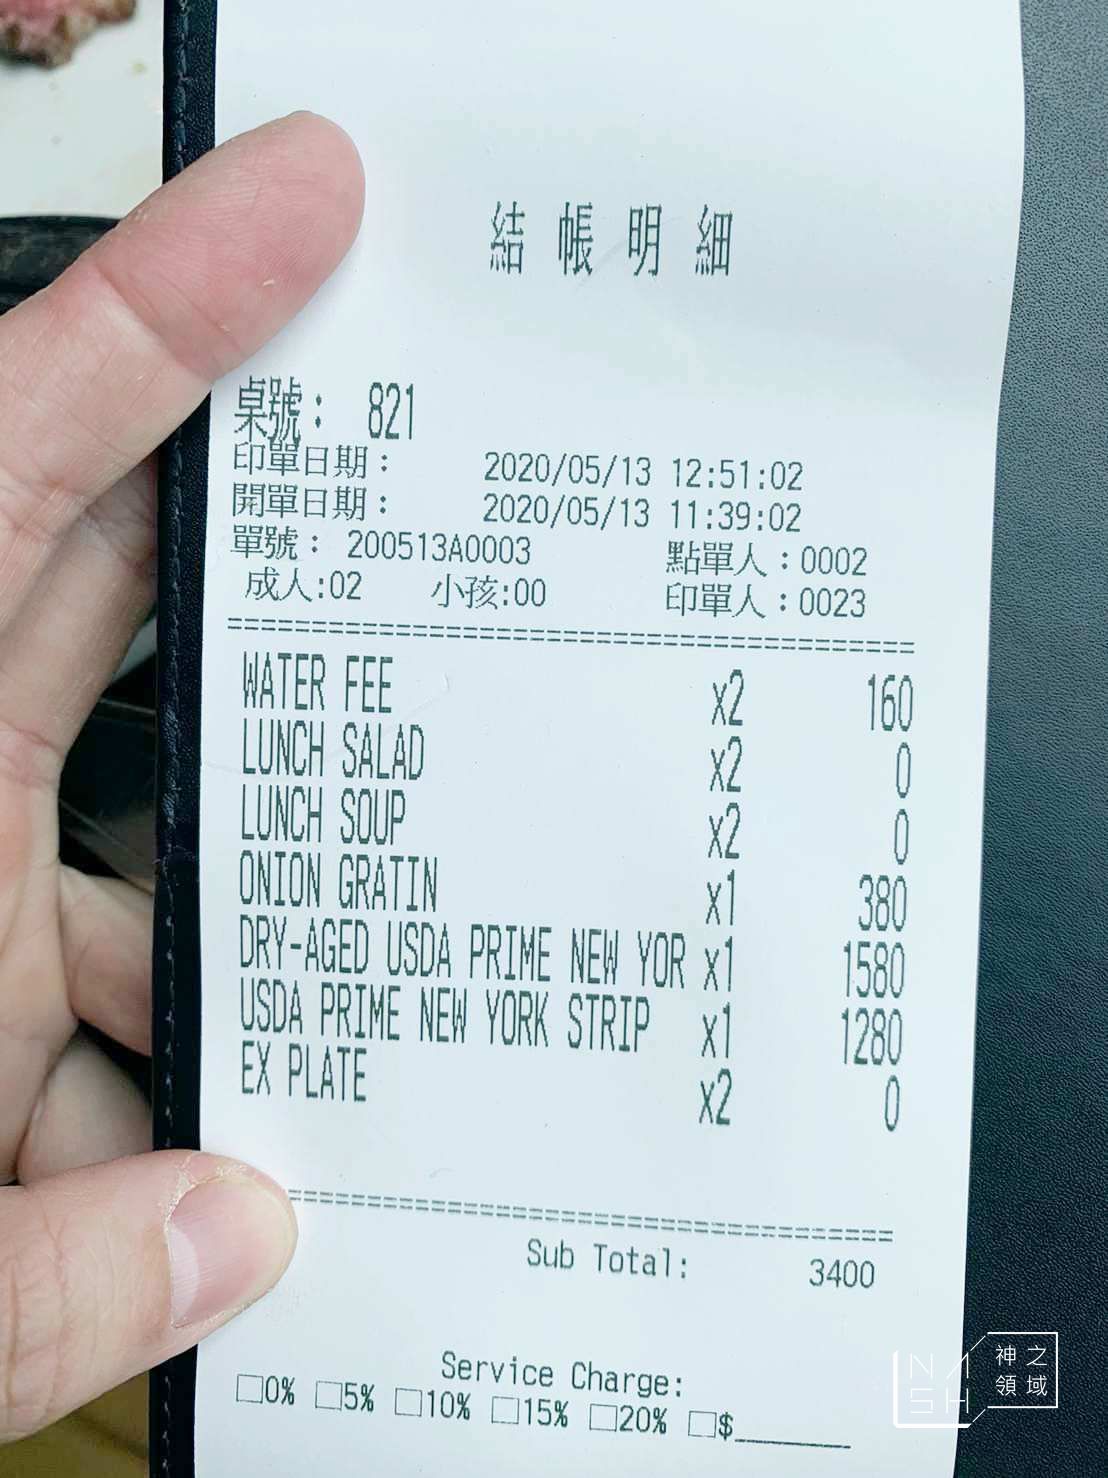 結帳明細
桌號： 821
印單日期： 2020/05/13 12:51:02
開單日期： 2020/05/13 11:39:02
單號： 200513A0003 點單人：0002
成人:02 小孩:00 印單人：0023
=========================================
WATER FEE x2 160
LUNCH SALAD x2 0
LUNCH SOUP x2 0
ONION GRATIN x1 380
DRY-AGED USDA PRIME NEW YOR x1 1580
USDA PRIME NEW YORK STRIP x1 1280
EX PLATE x2 0
=====================================
Sub Total: 3400
Service Charge:
□0% □5% □10% □15% □20% □$_______
NASH 神之領域